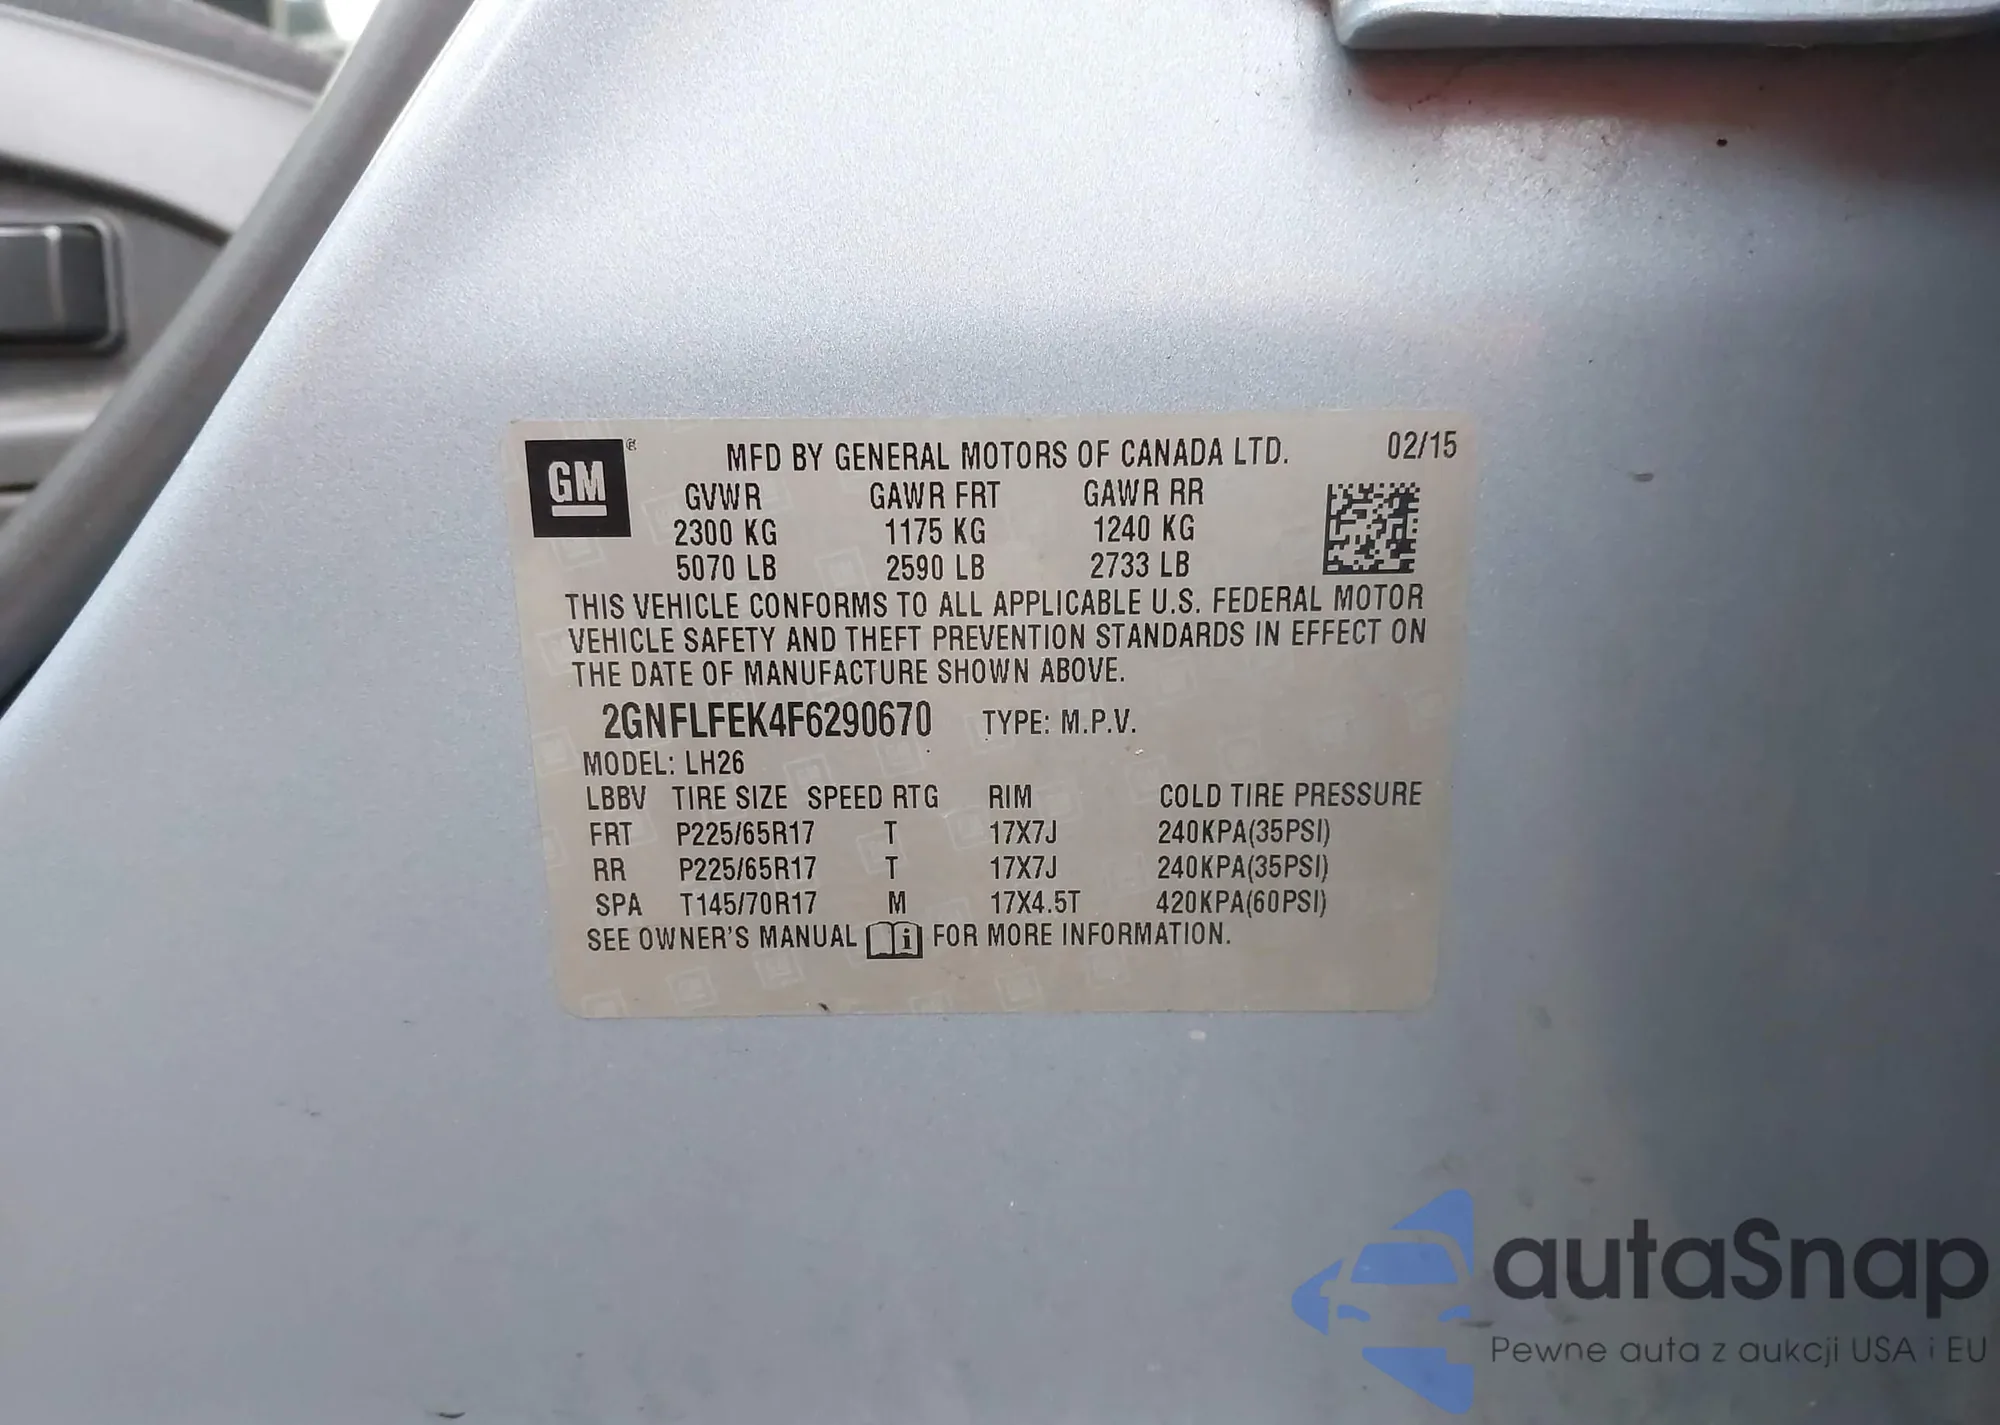 GM ®
MFD BY GENERAL MOTORS OF CANADA LTD. 02/15
GVWR GAWR FRT GAWR RR
2300 KG 1175 KG 1240 KG
5070 LB 2590 LB 2733 LB
THIS VEHICLE CONFORMS TO ALL APPLICABLE U.S. FEDERAL MOTOR
VEHICLE SAFETY AND THEFT PREVENTION STANDARDS IN EFFECT ON
THE DATE OF MANUFACTURE SHOWN ABOVE.
2GNFLFEK4F6290670 TYPE: M.P.V.
MODEL: LH26
LBBV TIRE SIZE SPEED RTG RIM COLD TIRE PRESSURE
FRT P225/65R17 T 17X7J 240KPA(35PSI)
RR P225/65R17 T 17X7J 240KPA(35PSI)
SPA T145/70R17 M 17X4.5T 420KPA(60PSI)
SEE OWNER'S MANUAL i FOR MORE INFORMATION.
autaSnap
Pewne auta z aukcji USA i EU